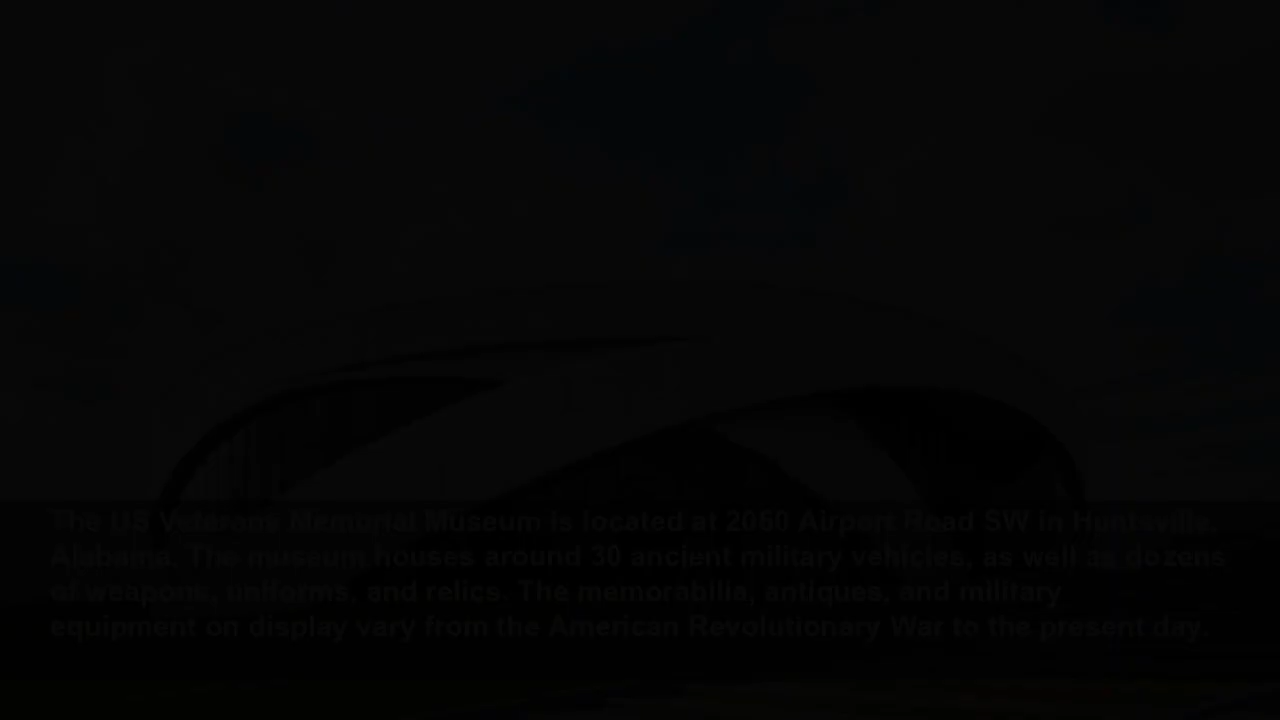 The US Veterans Memorial Museum is located at 2060 Airport Road SW in Huntsville,
Alabama. The museum houses around 30 ancient military vehicles, as well as dozens
of weapons, uniforms, and relics. The memorabilia, antiques, and military
equipment on display vary from the American Revolutionary War to the present day.